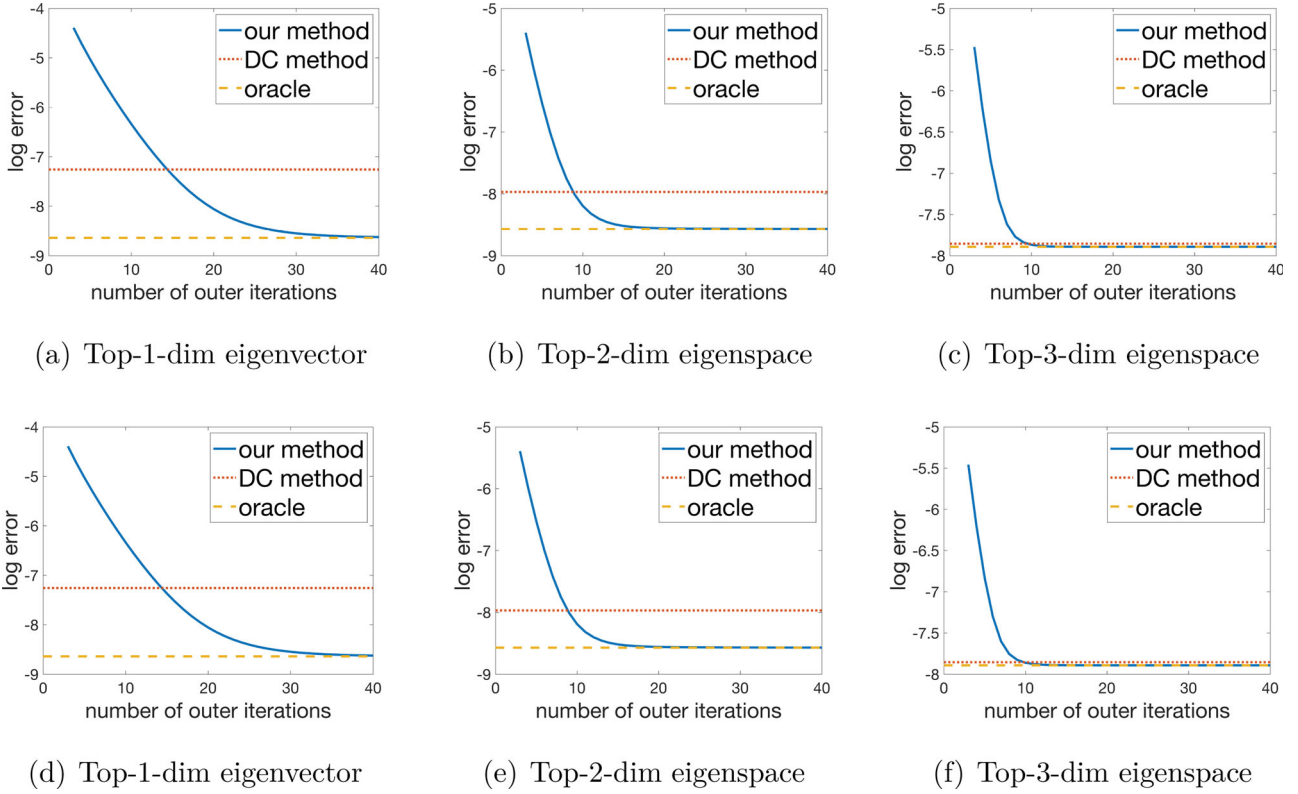 -4
-5
-6
-7
-8
-9
0 10 20 30 40
log error
number of outer iterations
our method
DC method
oracle
(a) Top-1-dim eigenvector
-5
-6
-7
-8
-9
0 10 20 30 40
log error
number of outer iterations
our method
DC method
oracle
(b) Top-2-dim eigenspace
-5
-5.5
-6
-6.5
-7
-7.5
-8
0 10 20 30 40
log error
number of outer iterations
our method
DC method
oracle
(c) Top-3-dim eigenspace
-4
-5
-6
-7
-8
-9
0 10 20 30 40
log error
number of outer iterations
our method
DC method
oracle
(d) Top-1-dim eigenvector
-5
-6
-7
-8
-9
0 10 20 30 40
log error
number of outer iterations
our method
DC method
oracle
(e) Top-2-dim eigenspace
-5
-5.5
-6
-6.5
-7
-7.5
-8
0 10 20 30 40
log error
number of outer iterations
our method
DC method
oracle
(f) Top-3-dim eigenspace